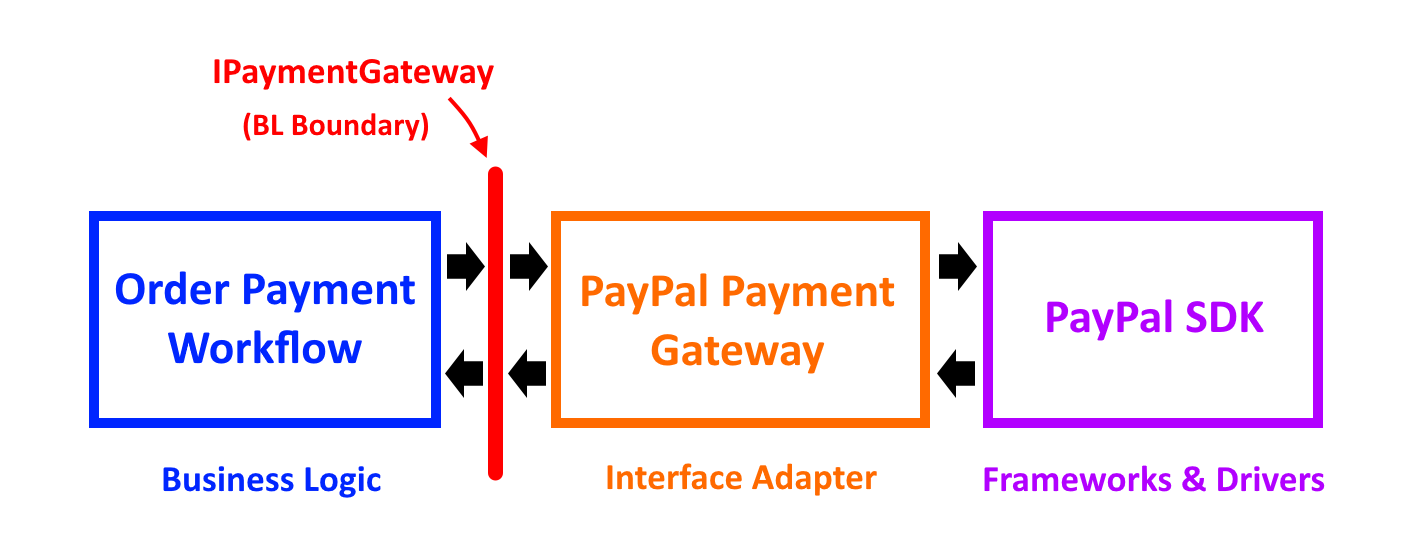 IPaymentGateway
(BL Boundary)
Order Payment
Workflow
PayPal Payment
Gateway
PayPal SDK
Business Logic
Interface Adapter
Frameworks & Drivers